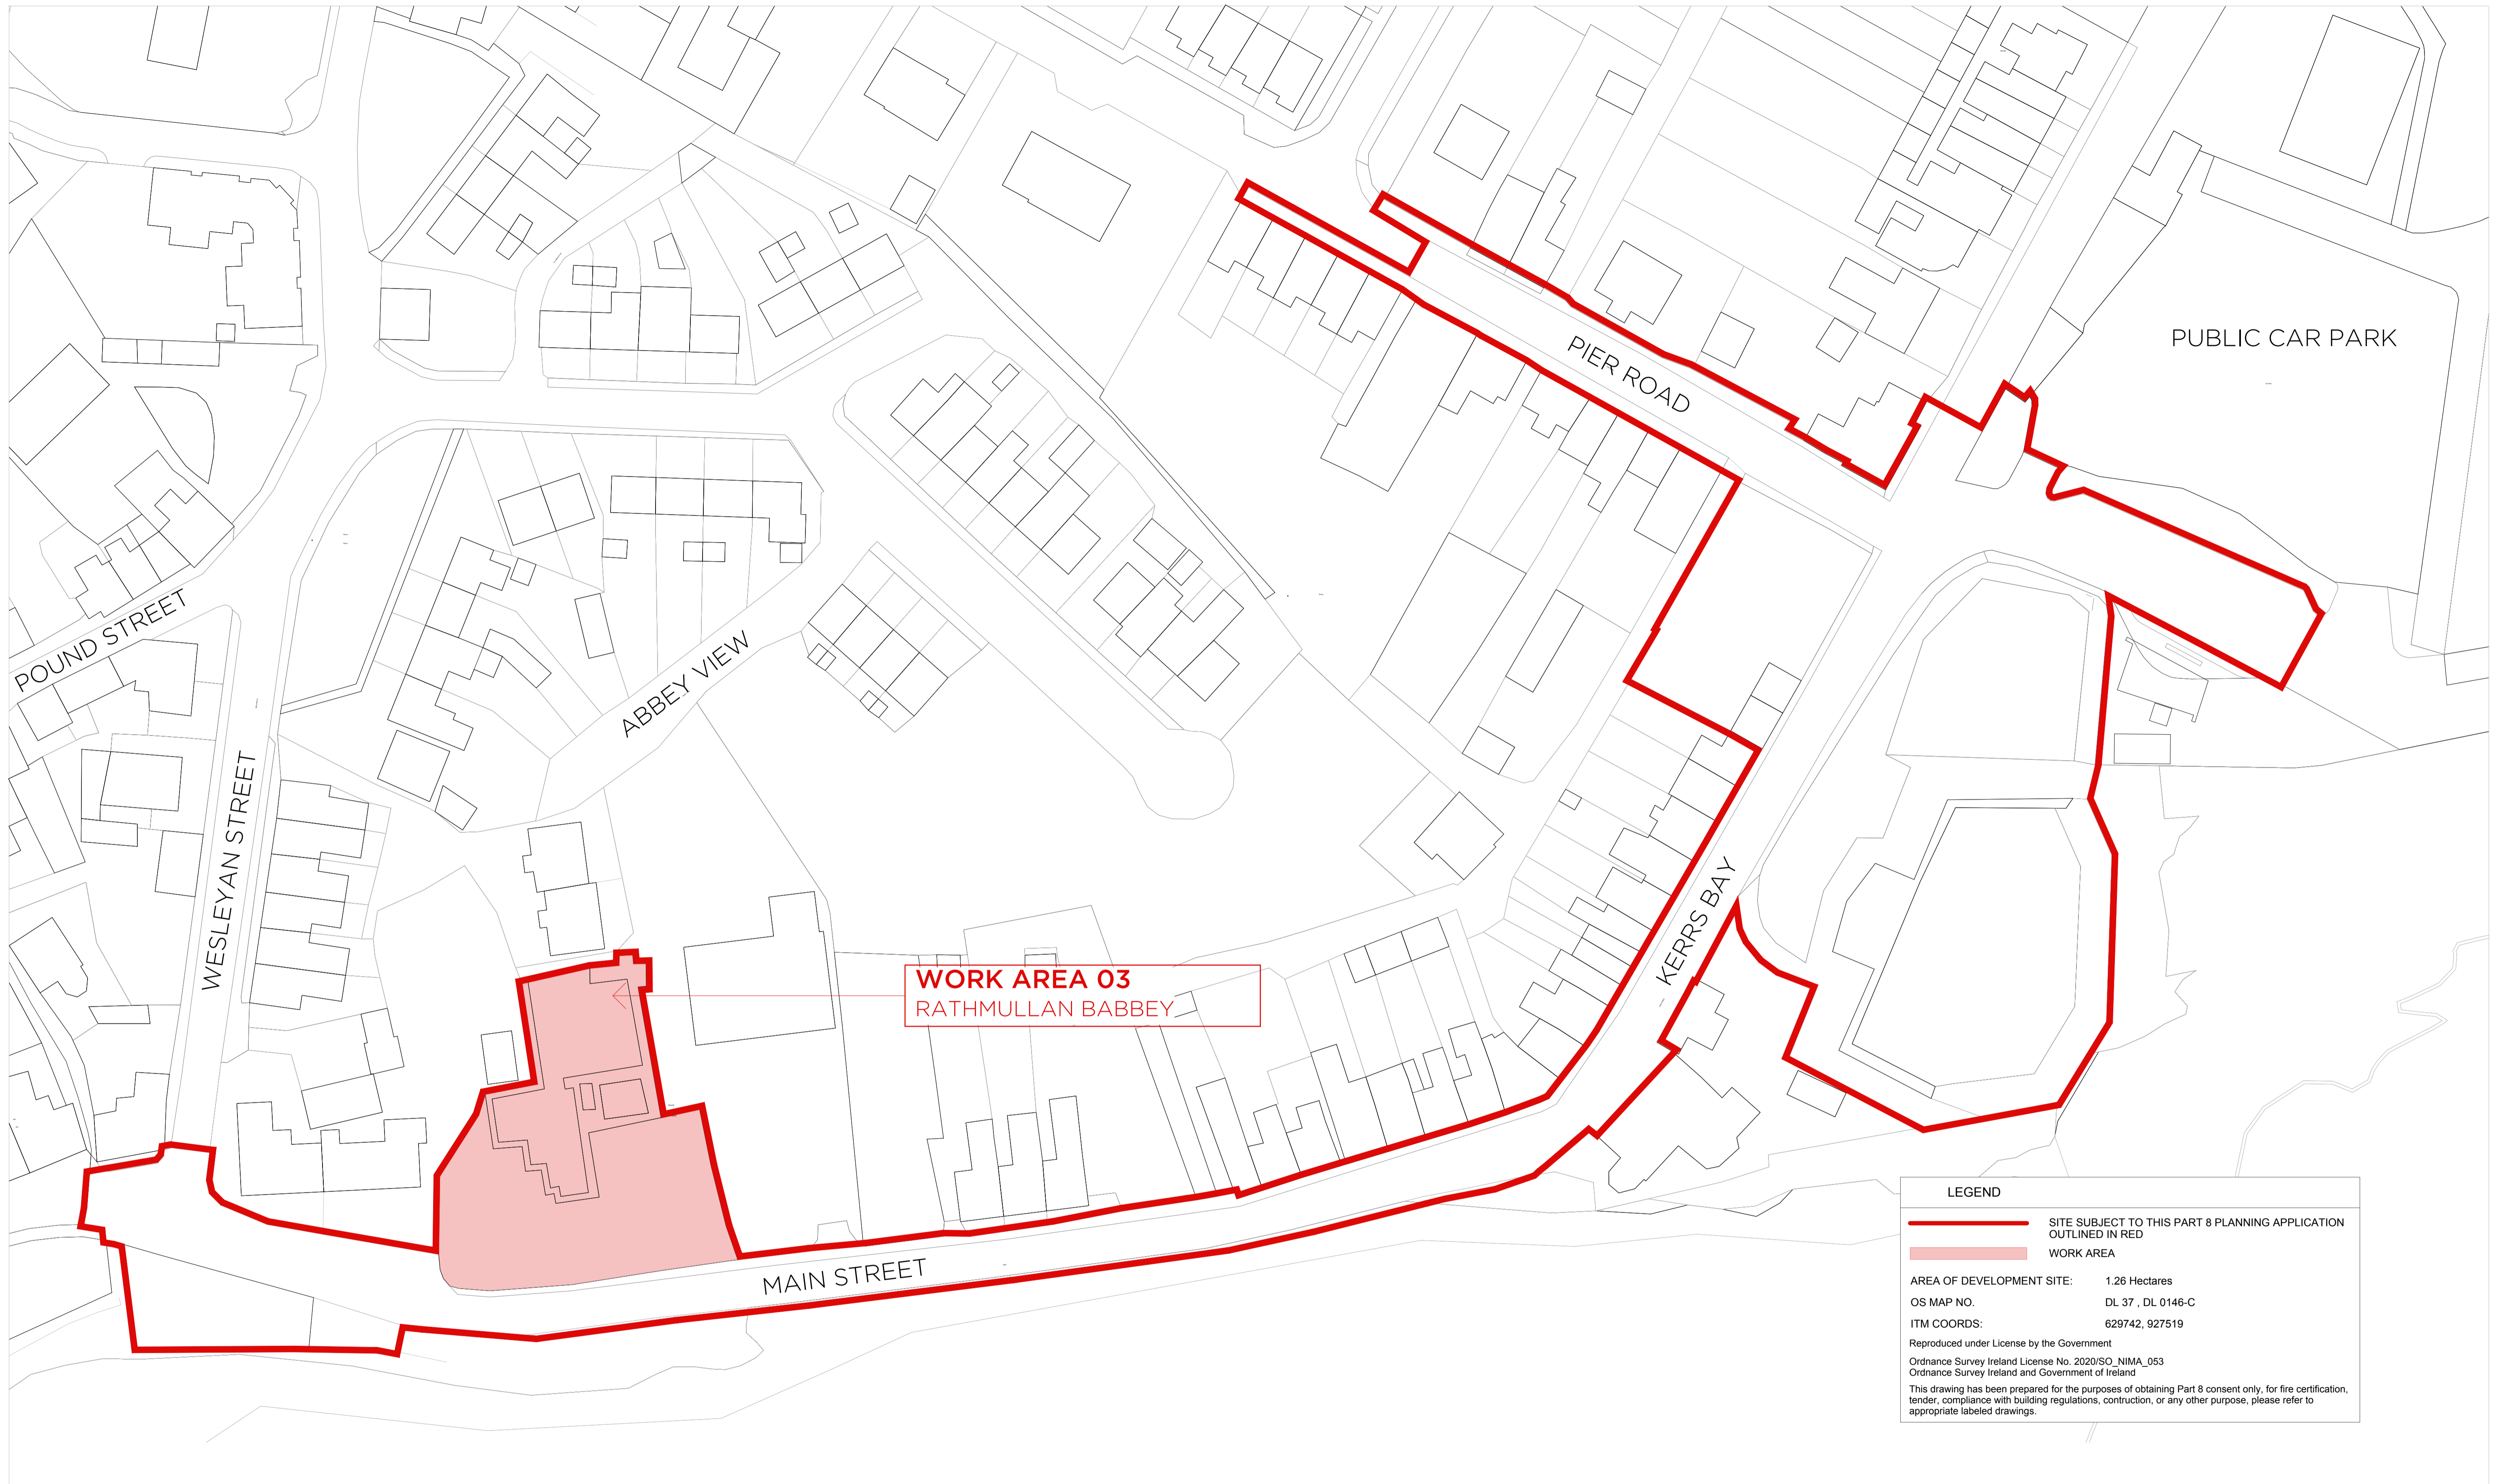 PUBLIC CAR PARK
PIER ROAD
POUND STREET
ABBEY VIEW
WESLEYAN STREET
KERRS BAY
WORK AREA 03
RATHMULLAN BABBEY
MAIN STREET
LEGEND
SITE SUBJECT TO THIS PART 8 PLANNING APPLICATION
OUTLINED IN RED
WORK AREA
AREA OF DEVELOPMENT SITE: 1.26 Hectares
OS MAP NO. DL 37 , DL 0146-C
ITM COORDS: 629742, 927519
Reproduced under License by the Government
Ordnance Survey Ireland License No. 2020/SO_NIMA_053
Ordnance Survey Ireland and Government of Ireland
This drawing has been prepared for the purposes of obtaining Part 8 consent only, for fire certification,
tender, compliance with building regulations, contruction, or any other purpose, please refer to
appropriate labeled drawings.